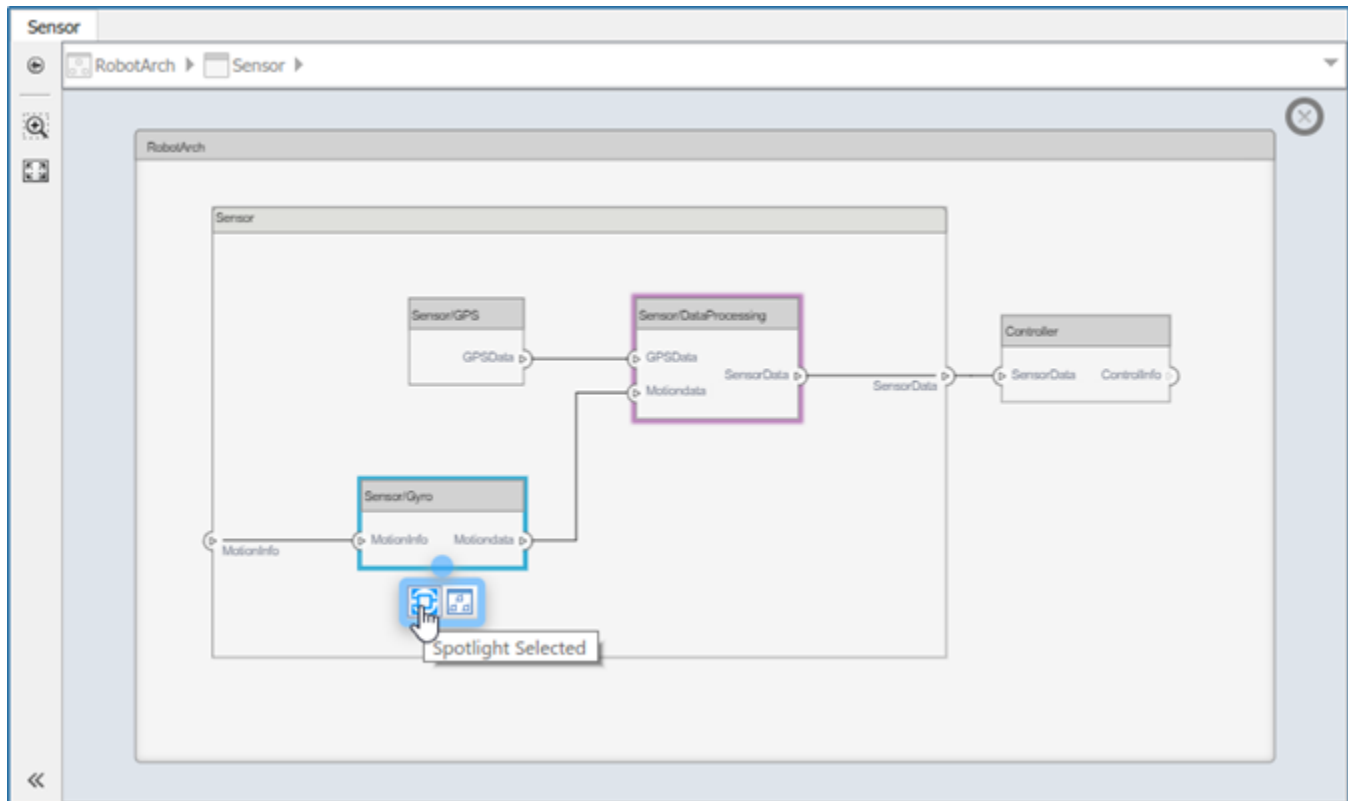 Sensor
RobotArch Sensor
RobotArch
Sensor
Sensor/GPS
GPSData
Sensor/DataProcessing
GPSData
SensorData
Motiondata
SensorData
Controller
SensorData ControlInfo
Sensor/Gyro
MotionInfo Motiondata
MotionInfo
Spotlight Selected